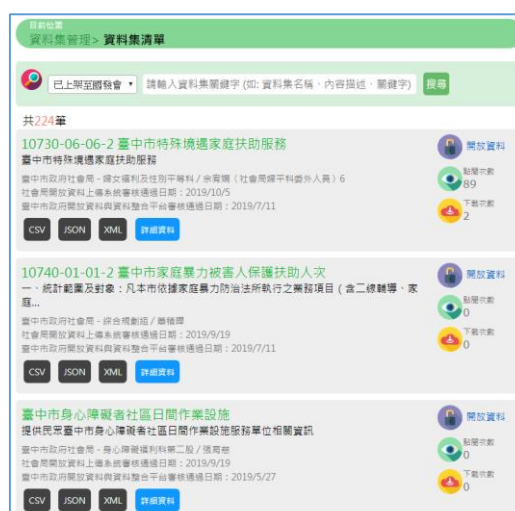 目前位置
資料集管理> 資料集清單
已上架至國發會
請輸入資料集關鍵字 (如: 資料集名稱、內容描述、關鍵字)
搜尋
共224筆
10730-06-06-2 臺中市特殊境遇家庭扶助服務
開放資料
臺中市特殊境遇家庭扶助服務
點閱次數
89
臺中市政府社會局 - 婦女福利及性別平等科 /
(社會局婦平科委外人員) 6
社會局開放資料上傳系統審核通過日期：2019/10/5
臺中市政府開放資料與資料整合平台審核通過日期：2019/7/11
下載次數
2
CSV JSON XML 詳細資料
10740-01-01-2 臺中市家庭暴力被害人保護扶助人次
開放資料
一、統計範圍及對象：凡本市依據家庭暴力防治法所執行之業務項目 ( 含二線輔導、家
庭...
點閱次數
0
臺中市政府社會局 - 綜合規劃組 /
社會局開放資料上傳系統審核通過日期：2019/9/19
臺中市政府開放資料與資料整合平台審核通過日期：2019/7/11
下載次數
0
CSV JSON XML 詳細資料
臺中市身心障礙者社區日間作業設施
開放資料
提供民眾臺中市身心障礙者社區日間作業設施服務單位相關資訊
點閱次數
0
臺中市政府社會局 - 身心障礙福利科第二股 /
社會局開放資料上傳系統審核通過日期：2019/9/19
臺中市政府開放資料與資料整合平台審核通過日期：2019/5/27
下載次數
0
CSV JSON XML 詳細資料